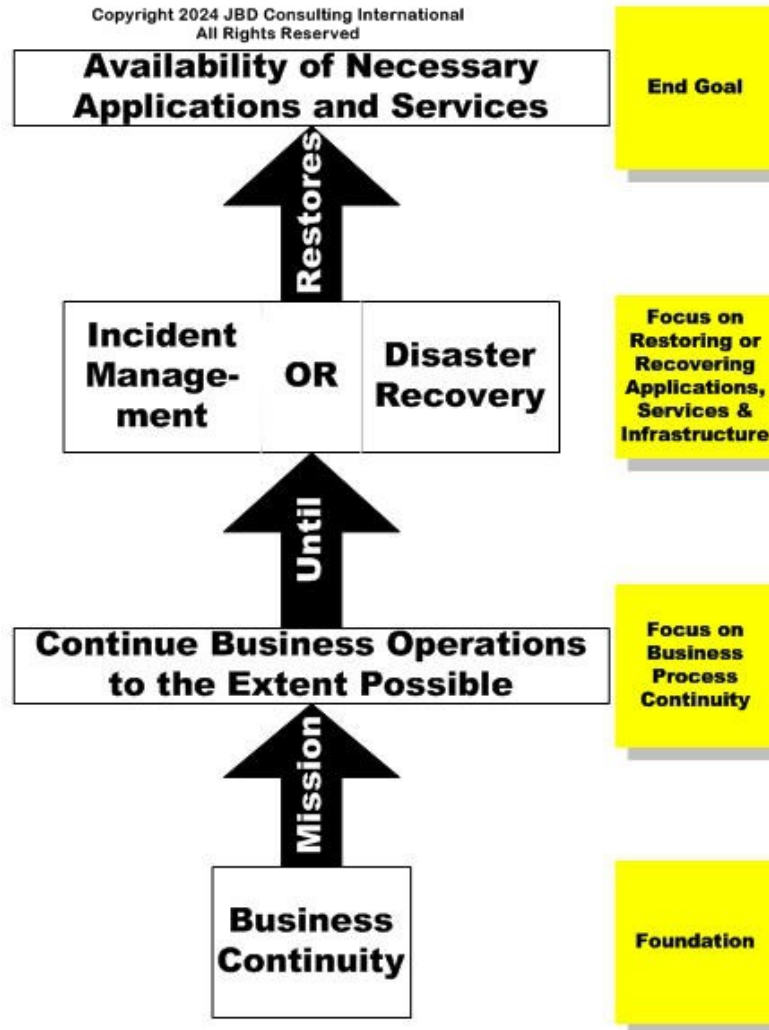 Copyright 2024 JBD Consulting International
All Rights Reserved
Availability of Necessary
Applications and Services
End Goal
Restores
Incident
Manage-
ment
OR
Disaster
Recovery
Focus on
Restoring or
Recovering
Applications,
Services &
Infrastructure
Until
Continue Business Operations
to the Extent Possible
Focus on
Business
Process
Continuity
Mission
Business
Continuity
Foundation